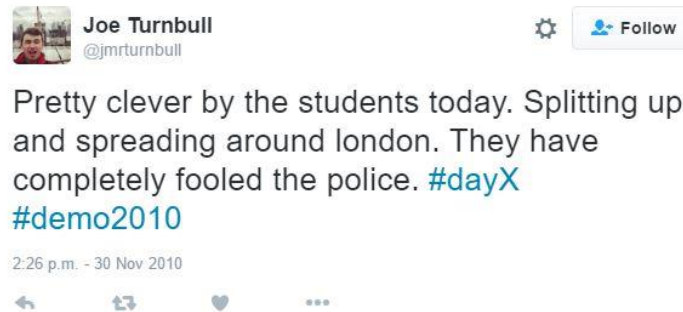 Joe Turnbull
@jmrturnbull
Follow
Pretty clever by the students today. Splitting up
and spreading around london. They have
completely fooled the police. #dayX
#demo2010
2:26 p.m. - 30 Nov 2010